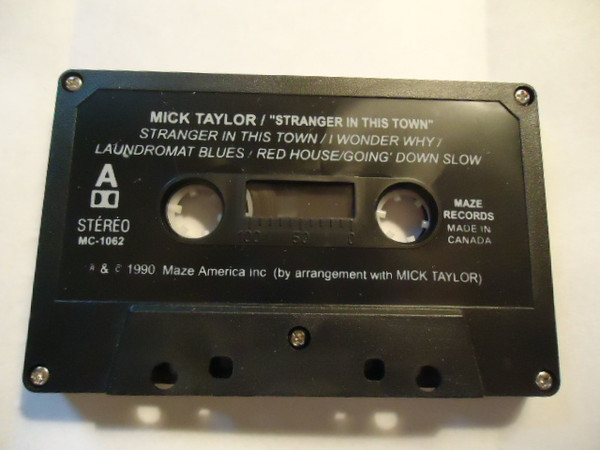 MICK TAYLOR / "STRANGER IN THIS TOWN"
STRANGER IN THIS TOWN / I WONDER WHY /
LAUNDROMAT BLUES / RED HOUSE/GOING' DOWN SLOW
A
STÉRÉO
MC-1062
100 50 0
MAZE
RECORDS
MADE IN
CANADA
& © 1990 Maze America inc (by arrangement with MICK TAYLOR)